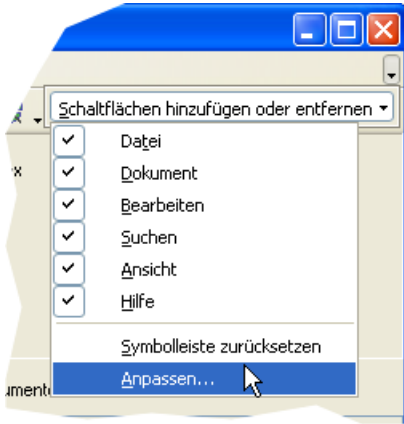 Schaltflächen hinzufügen oder entfernen
x
Datei
Dokument
Bearbeiten
Suchen
Ansicht
Hilfe
Symbolleiste zurücksetzen
Anpassen...